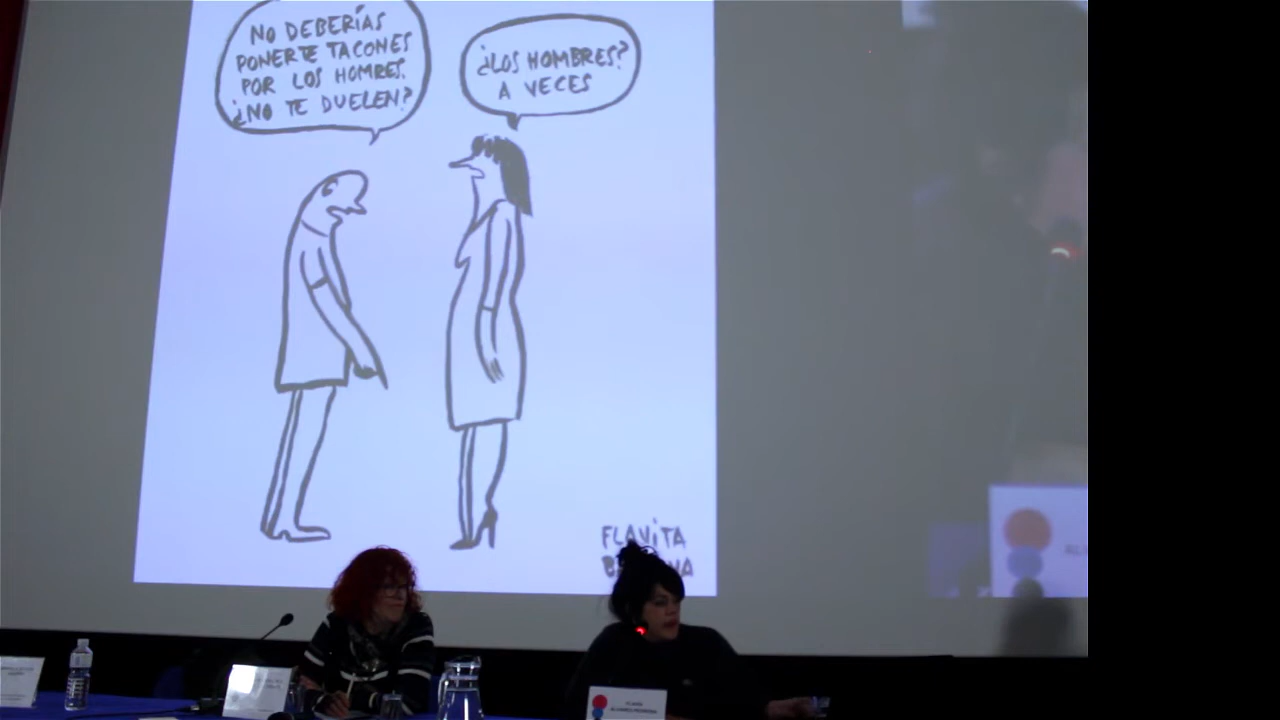 NO DEBERÍAS
PONERTE TACONES
POR LOS HOMBRES.
¿NO TE DUELEN?
¿LOS HOMBRES?
A VECES
FLAVITA